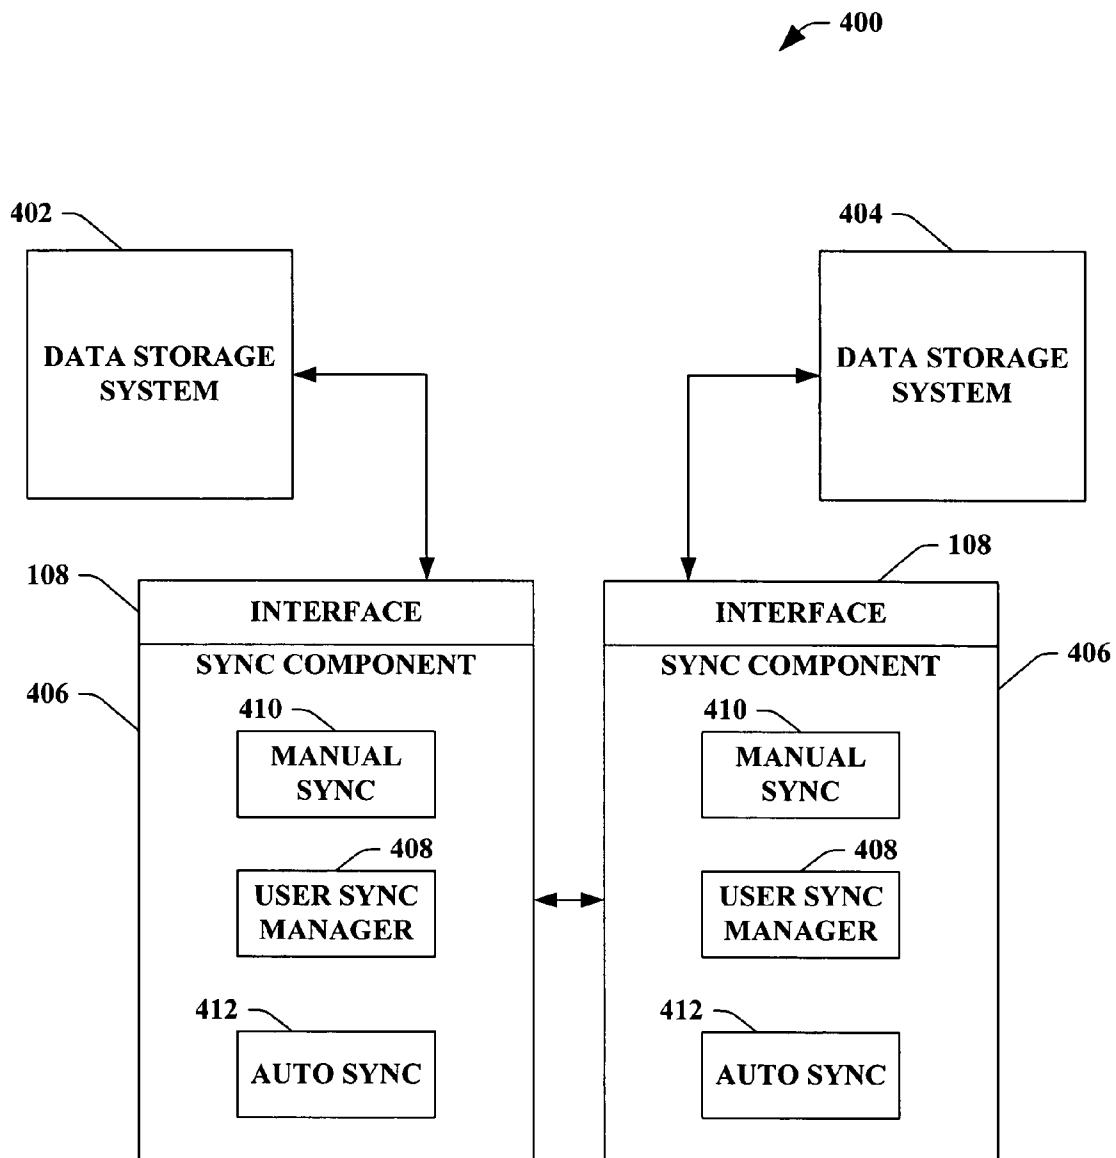 400
402
404
DATA STORAGE
SYSTEM
DATA STORAGE
SYSTEM
108
108
INTERFACE
INTERFACE
SYNC COMPONENT
SYNC COMPONENT
406
406
410
410
MANUAL
SYNC
MANUAL
SYNC
408
408
USER SYNC
MANAGER
USER SYNC
MANAGER
412
412
AUTO SYNC
AUTO SYNC